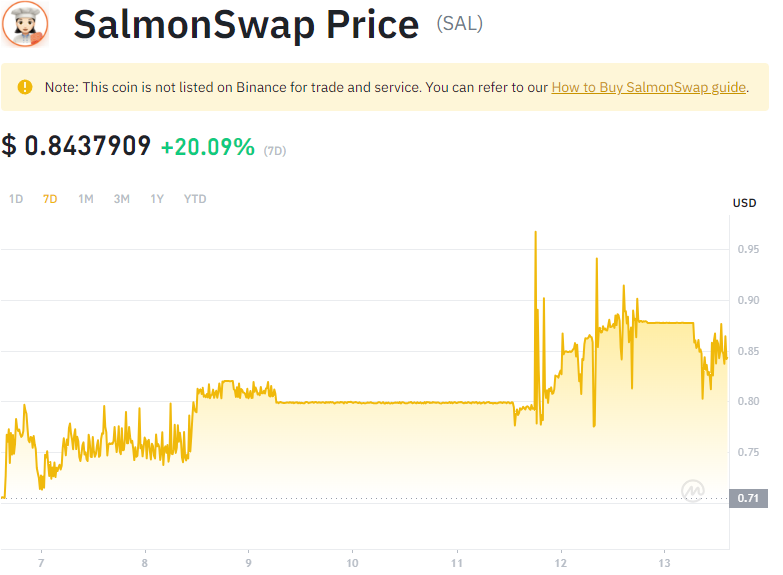 SalmonSwap Price (SAL)
Note: This coin is not listed on Binance for trade and service. You can refer to our How to Buy SalmonSwap guide.
$ 0.8437909 +20.09% (7D)
1D 7D 1M 3M 1Y YTD
USD
0.95
0.90
0.85
0.80
0.75
0.71
7 8 9 10 11 12 13